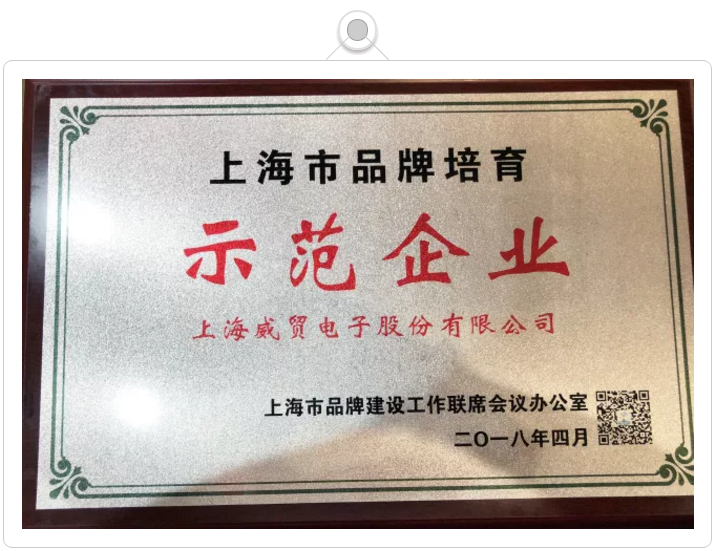 上海市品牌培育
示范企业
上海威贸电子股份有限公司
上海市品牌建设工作联席会议办公室
二〇一八年四月